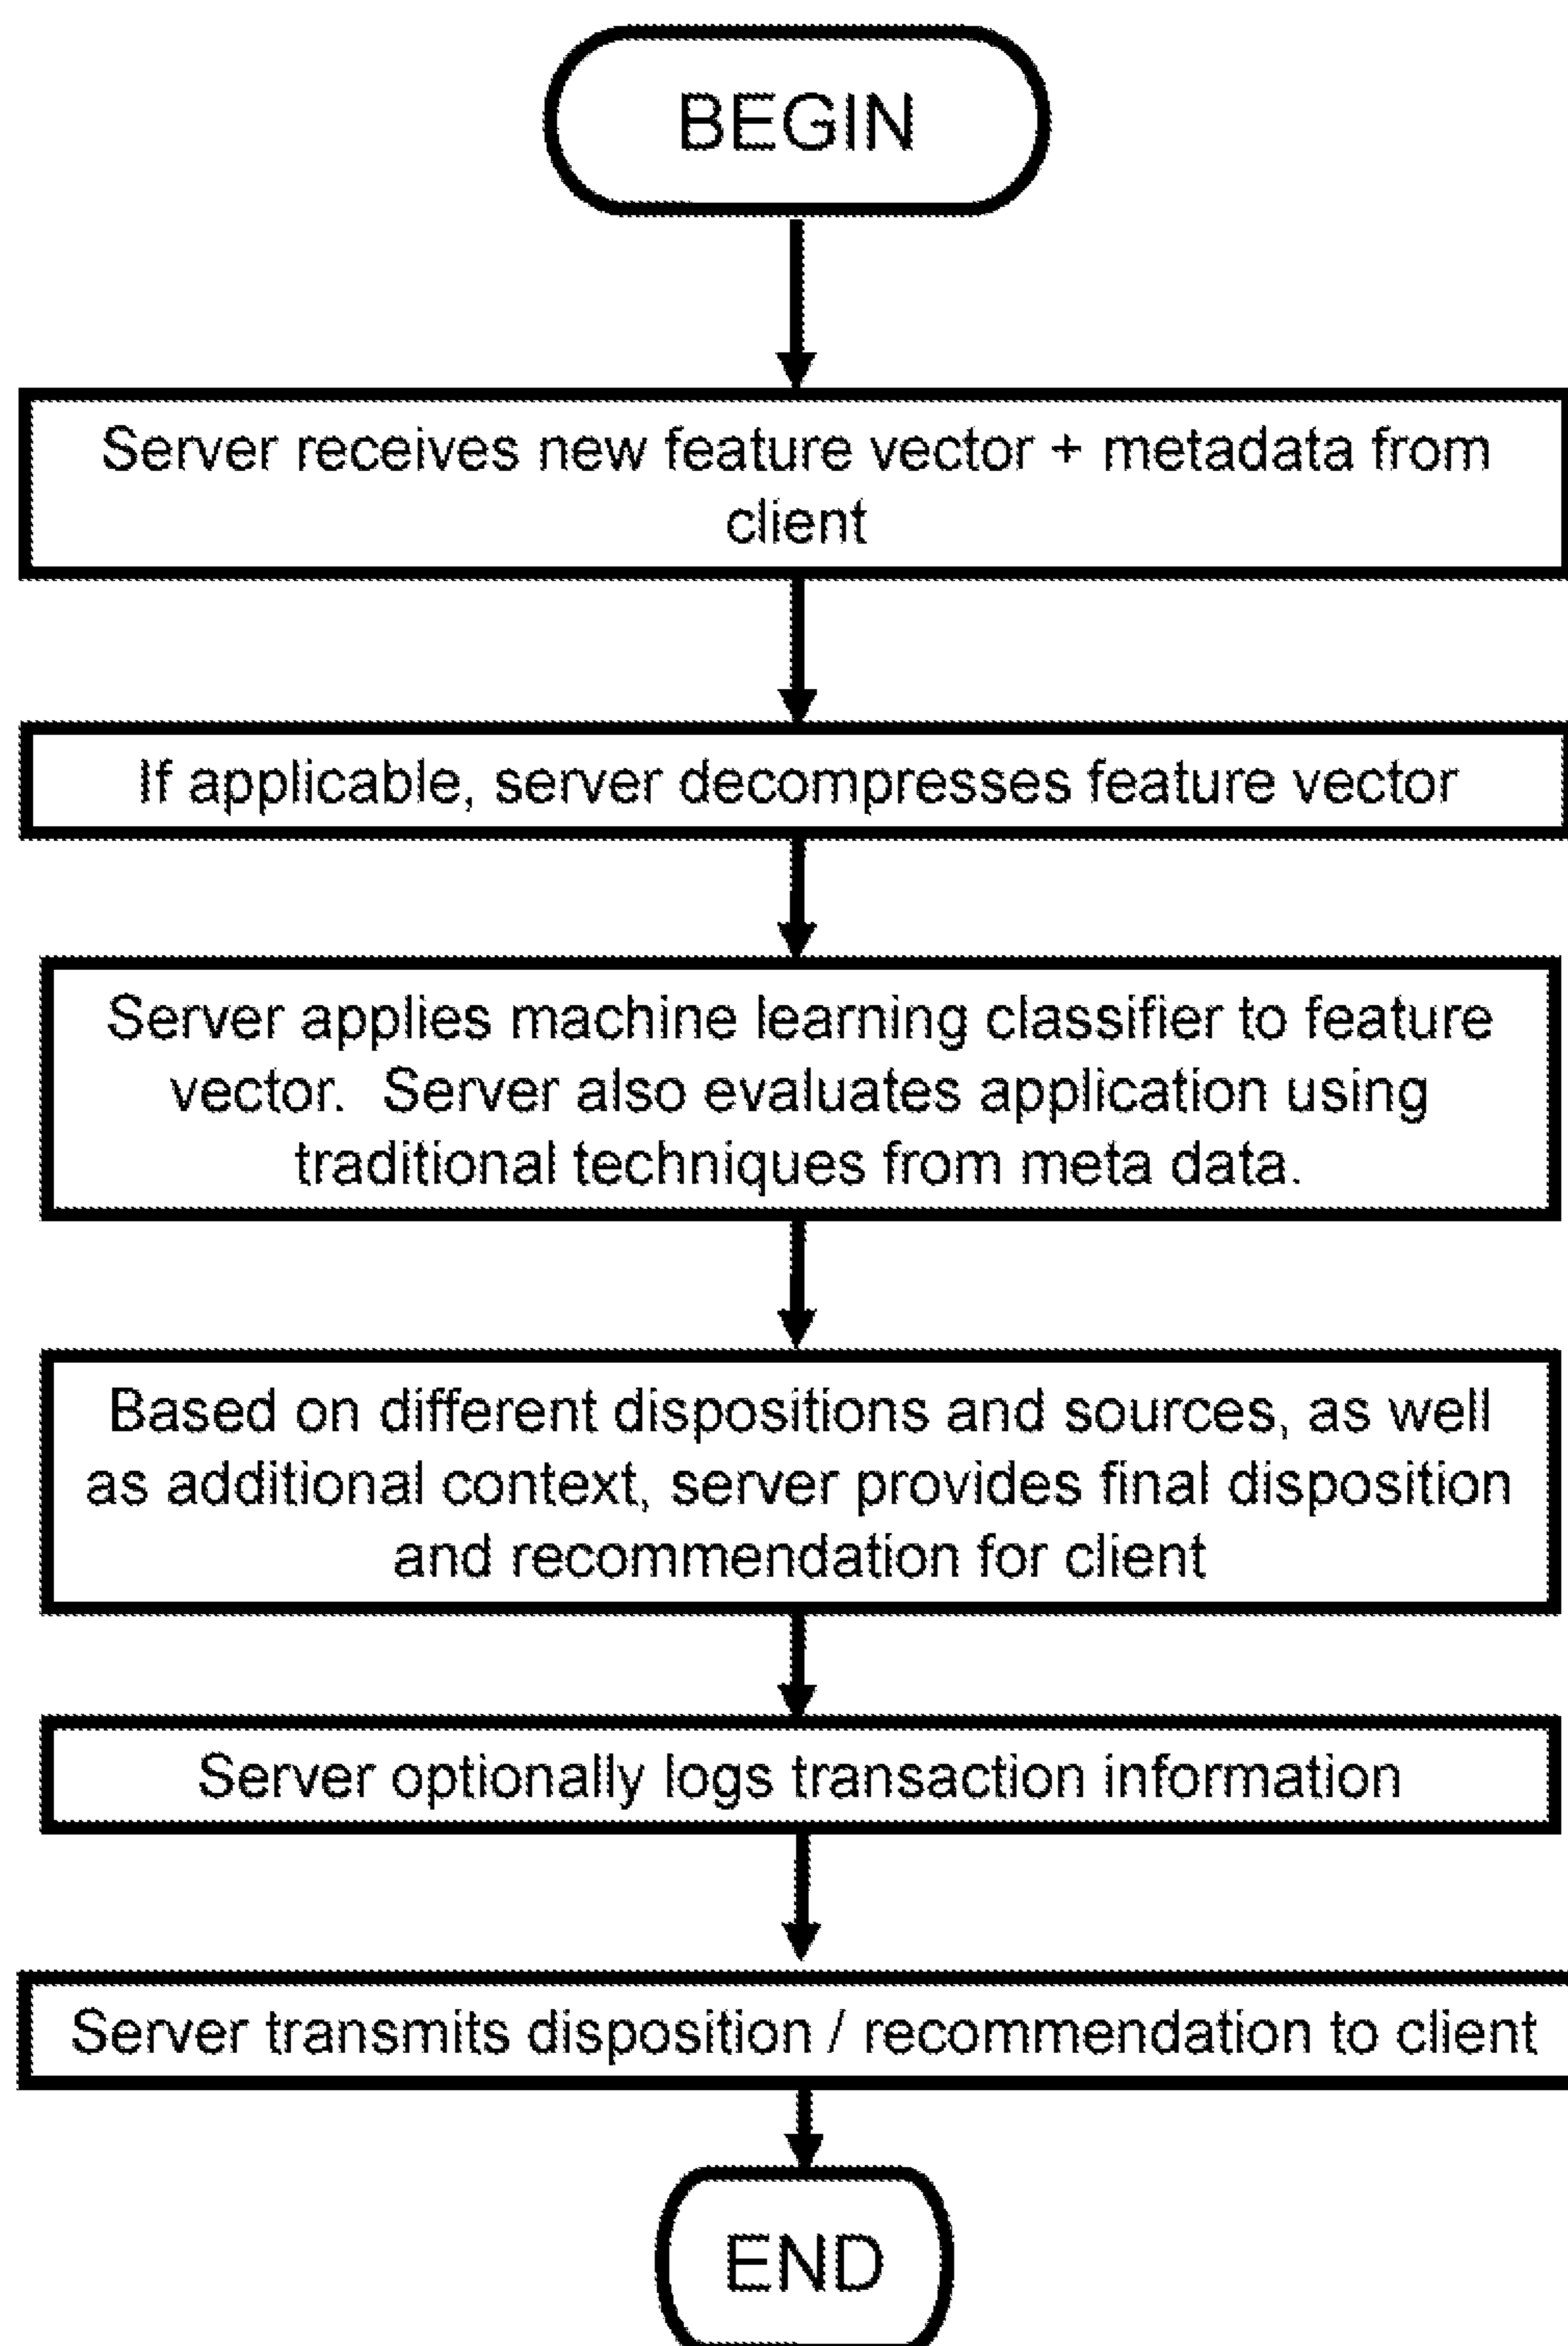 BEGIN
Server receives new feature vector + metadata from
client
If applicable, server decompresses feature vector
Server applies machine learning classifier to feature
vector. Server also evaluates application using
traditional techniques from meta data.
Based on different dispositions and sources, as well
as additional context, server provides final disposition
and recommendation for client
Server optionally logs transaction information
Server transmits disposition / recommendation to client
END